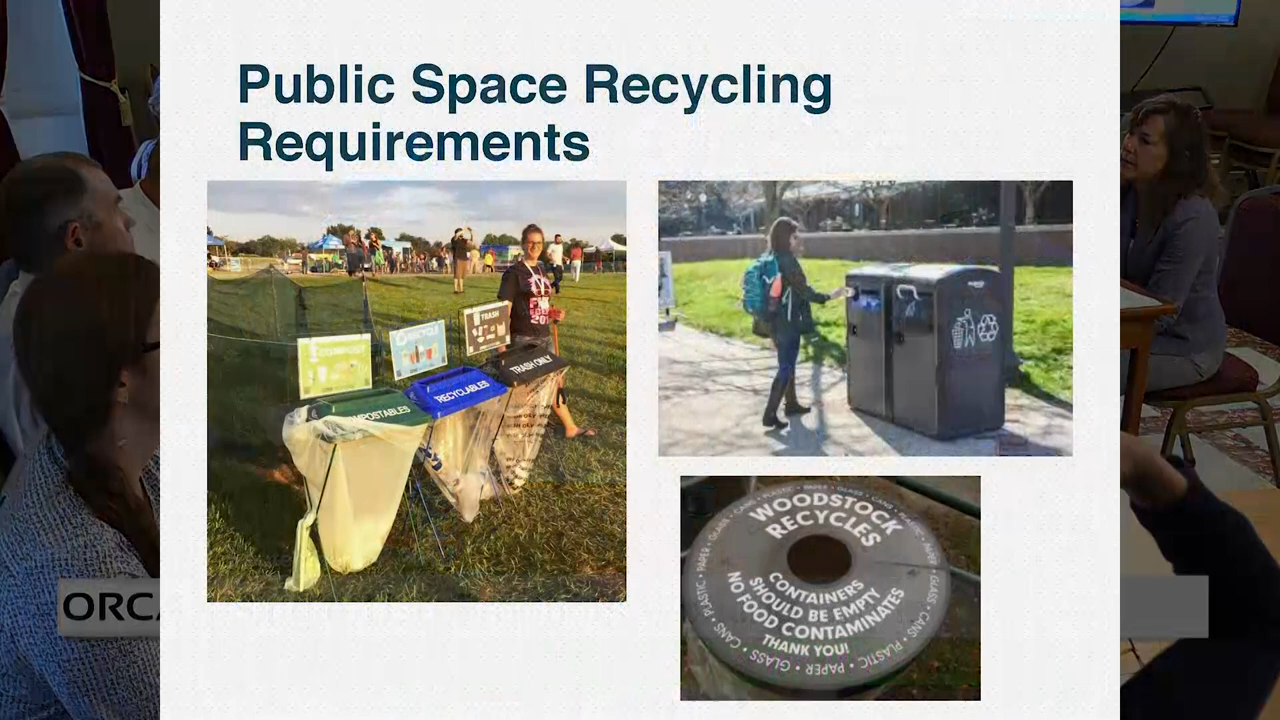 Public Space Recycling
Requirements
TRASH
COMPOSTABLES
RECYCLABLES
TRASH ONLY
WOODSTOCK
RECYCLES
CONTAINERS
SHOULD BE EMPTY
NO FOOD CONTAMINATES
THANK YOU!
CANS • PLASTIC • PAPER • GLASS
ORCA